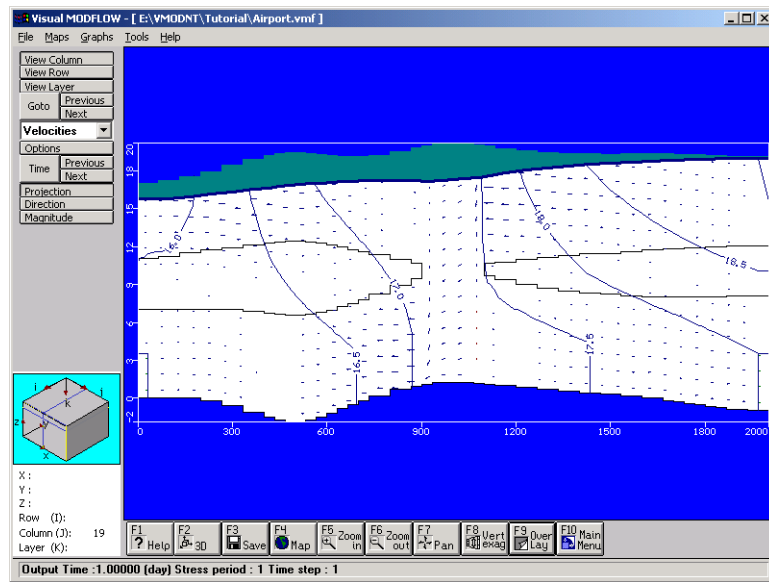 Visual MODFLOW - [ E:\VMODNT\Tutorial\Airport.vmf ]
File Maps Graphs Tools Help
View Column
View Row
View Layer
Goto Previous
Next
Velocities
Options
Time Previous
Next
Projection
Direction
Magnitude
20
18
15
12
9
6
3
0
-2
16.0
16.5
17.0
17.5
18.0
18.5
0 300 600 900 1200 1500 1800 2000
i j
K
Z
Y
X
X :
Y :
Z :
Row (I):
Column (J): 19
Layer (K):
F1 ? Help
F2 3D
F3 Save
F4 Map
F5 Zoom in
F6 Zoom out
F7 Pan
F8 Vert exag
F9 Over Lay
F10 Main Menu
Output Time :1.00000 (day) Stress period : 1 Time step : 1